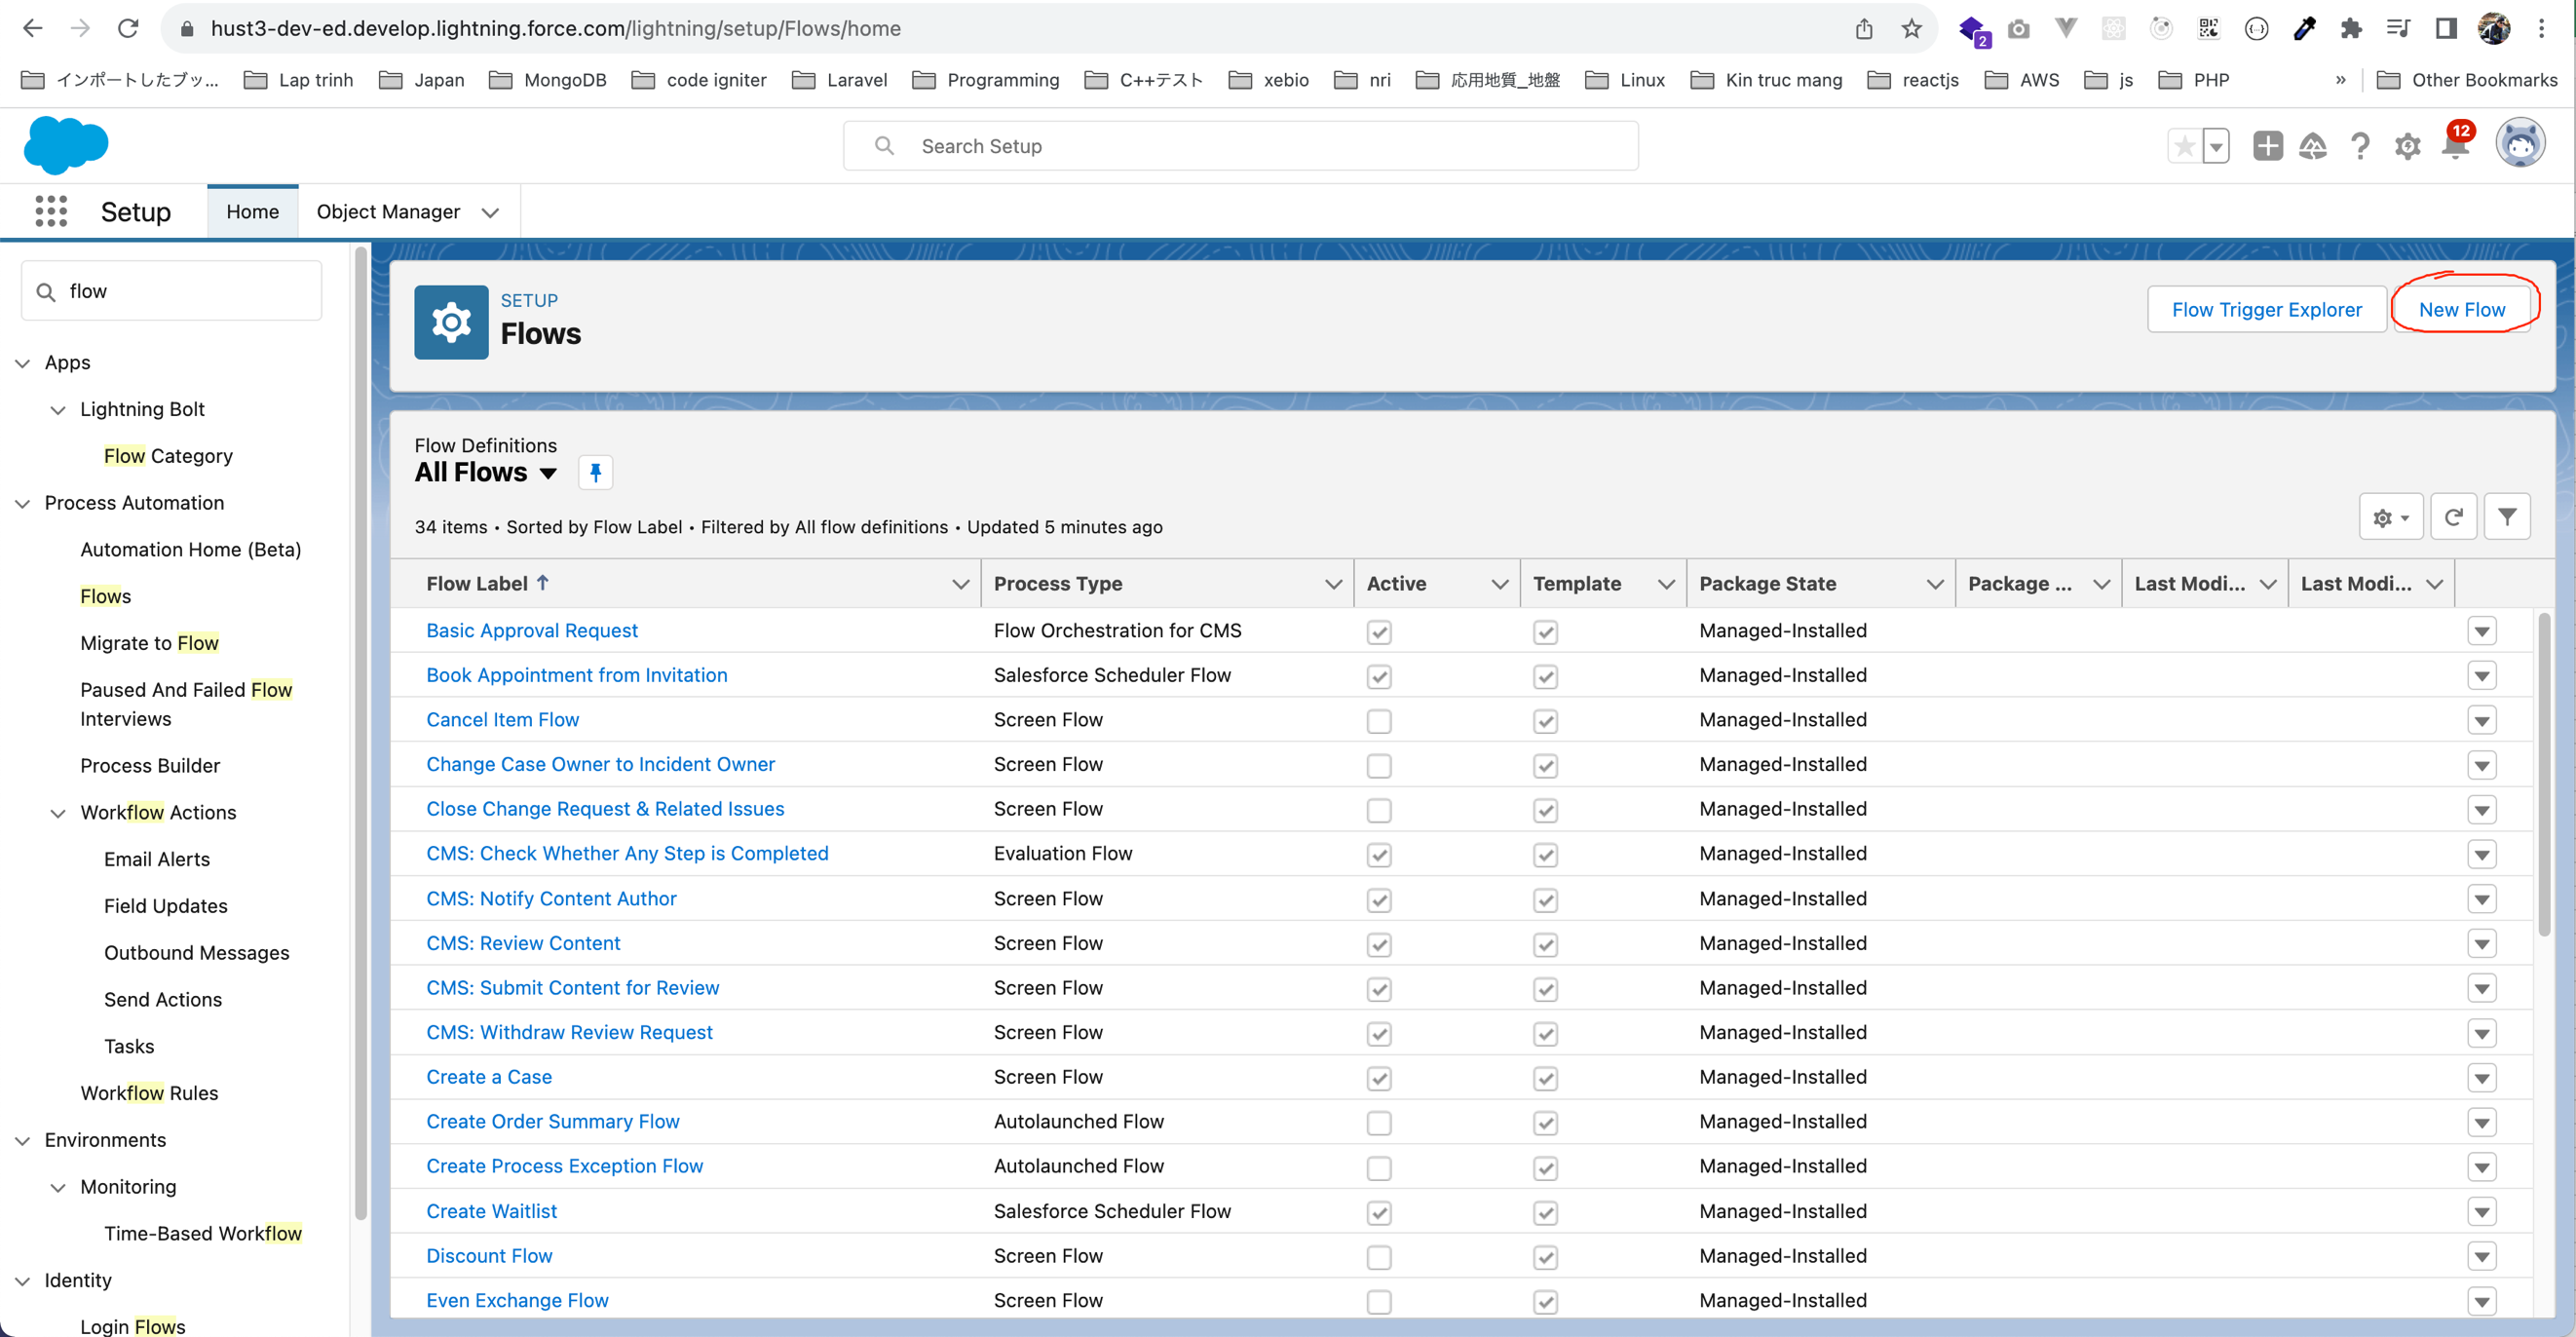 hust3-dev-ed.develop.lightning.force.com/lightning/setup/Flows/home
2
インポートしたブッ... Lap trinh Japan MongoDB code igniter Laravel Programming C++テスト xebio nri 応用地質_地盤 Linux Kin truc mang reactjs AWS js PHP » Other Bookmarks
Search Setup
12
Setup Home Object Manager
flow
Apps
Lightning Bolt
Flow Category
Process Automation
Automation Home (Beta)
Flows
Migrate to Flow
Paused And Failed Flow
Interviews
Process Builder
Workflow Actions
Email Alerts
Field Updates
Outbound Messages
Send Actions
Tasks
Workflow Rules
Environments
Monitoring
Time-Based Workflow
Identity
Login Flows
SETUP
Flows
Flow Trigger Explorer New Flow
Flow Definitions
All Flows
34 items • Sorted by Flow Label • Filtered by All flow definitions • Updated 5 minutes ago
Flow Label ↑ Process Type Active Template Package State Package ... Last Modi... Last Modi...
Basic Approval Request Flow Orchestration for CMS Managed-Installed
Book Appointment from Invitation Salesforce Scheduler Flow Managed-Installed
Cancel Item Flow Screen Flow Managed-Installed
Change Case Owner to Incident Owner Screen Flow Managed-Installed
Close Change Request & Related Issues Screen Flow Managed-Installed
CMS: Check Whether Any Step is Completed Evaluation Flow Managed-Installed
CMS: Notify Content Author Screen Flow Managed-Installed
CMS: Review Content Screen Flow Managed-Installed
CMS: Submit Content for Review Screen Flow Managed-Installed
CMS: Withdraw Review Request Screen Flow Managed-Installed
Create a Case Screen Flow Managed-Installed
Create Order Summary Flow Autolaunched Flow Managed-Installed
Create Process Exception Flow Autolaunched Flow Managed-Installed
Create Waitlist Salesforce Scheduler Flow Managed-Installed
Discount Flow Screen Flow Managed-Installed
Even Exchange Flow Screen Flow Managed-Installed